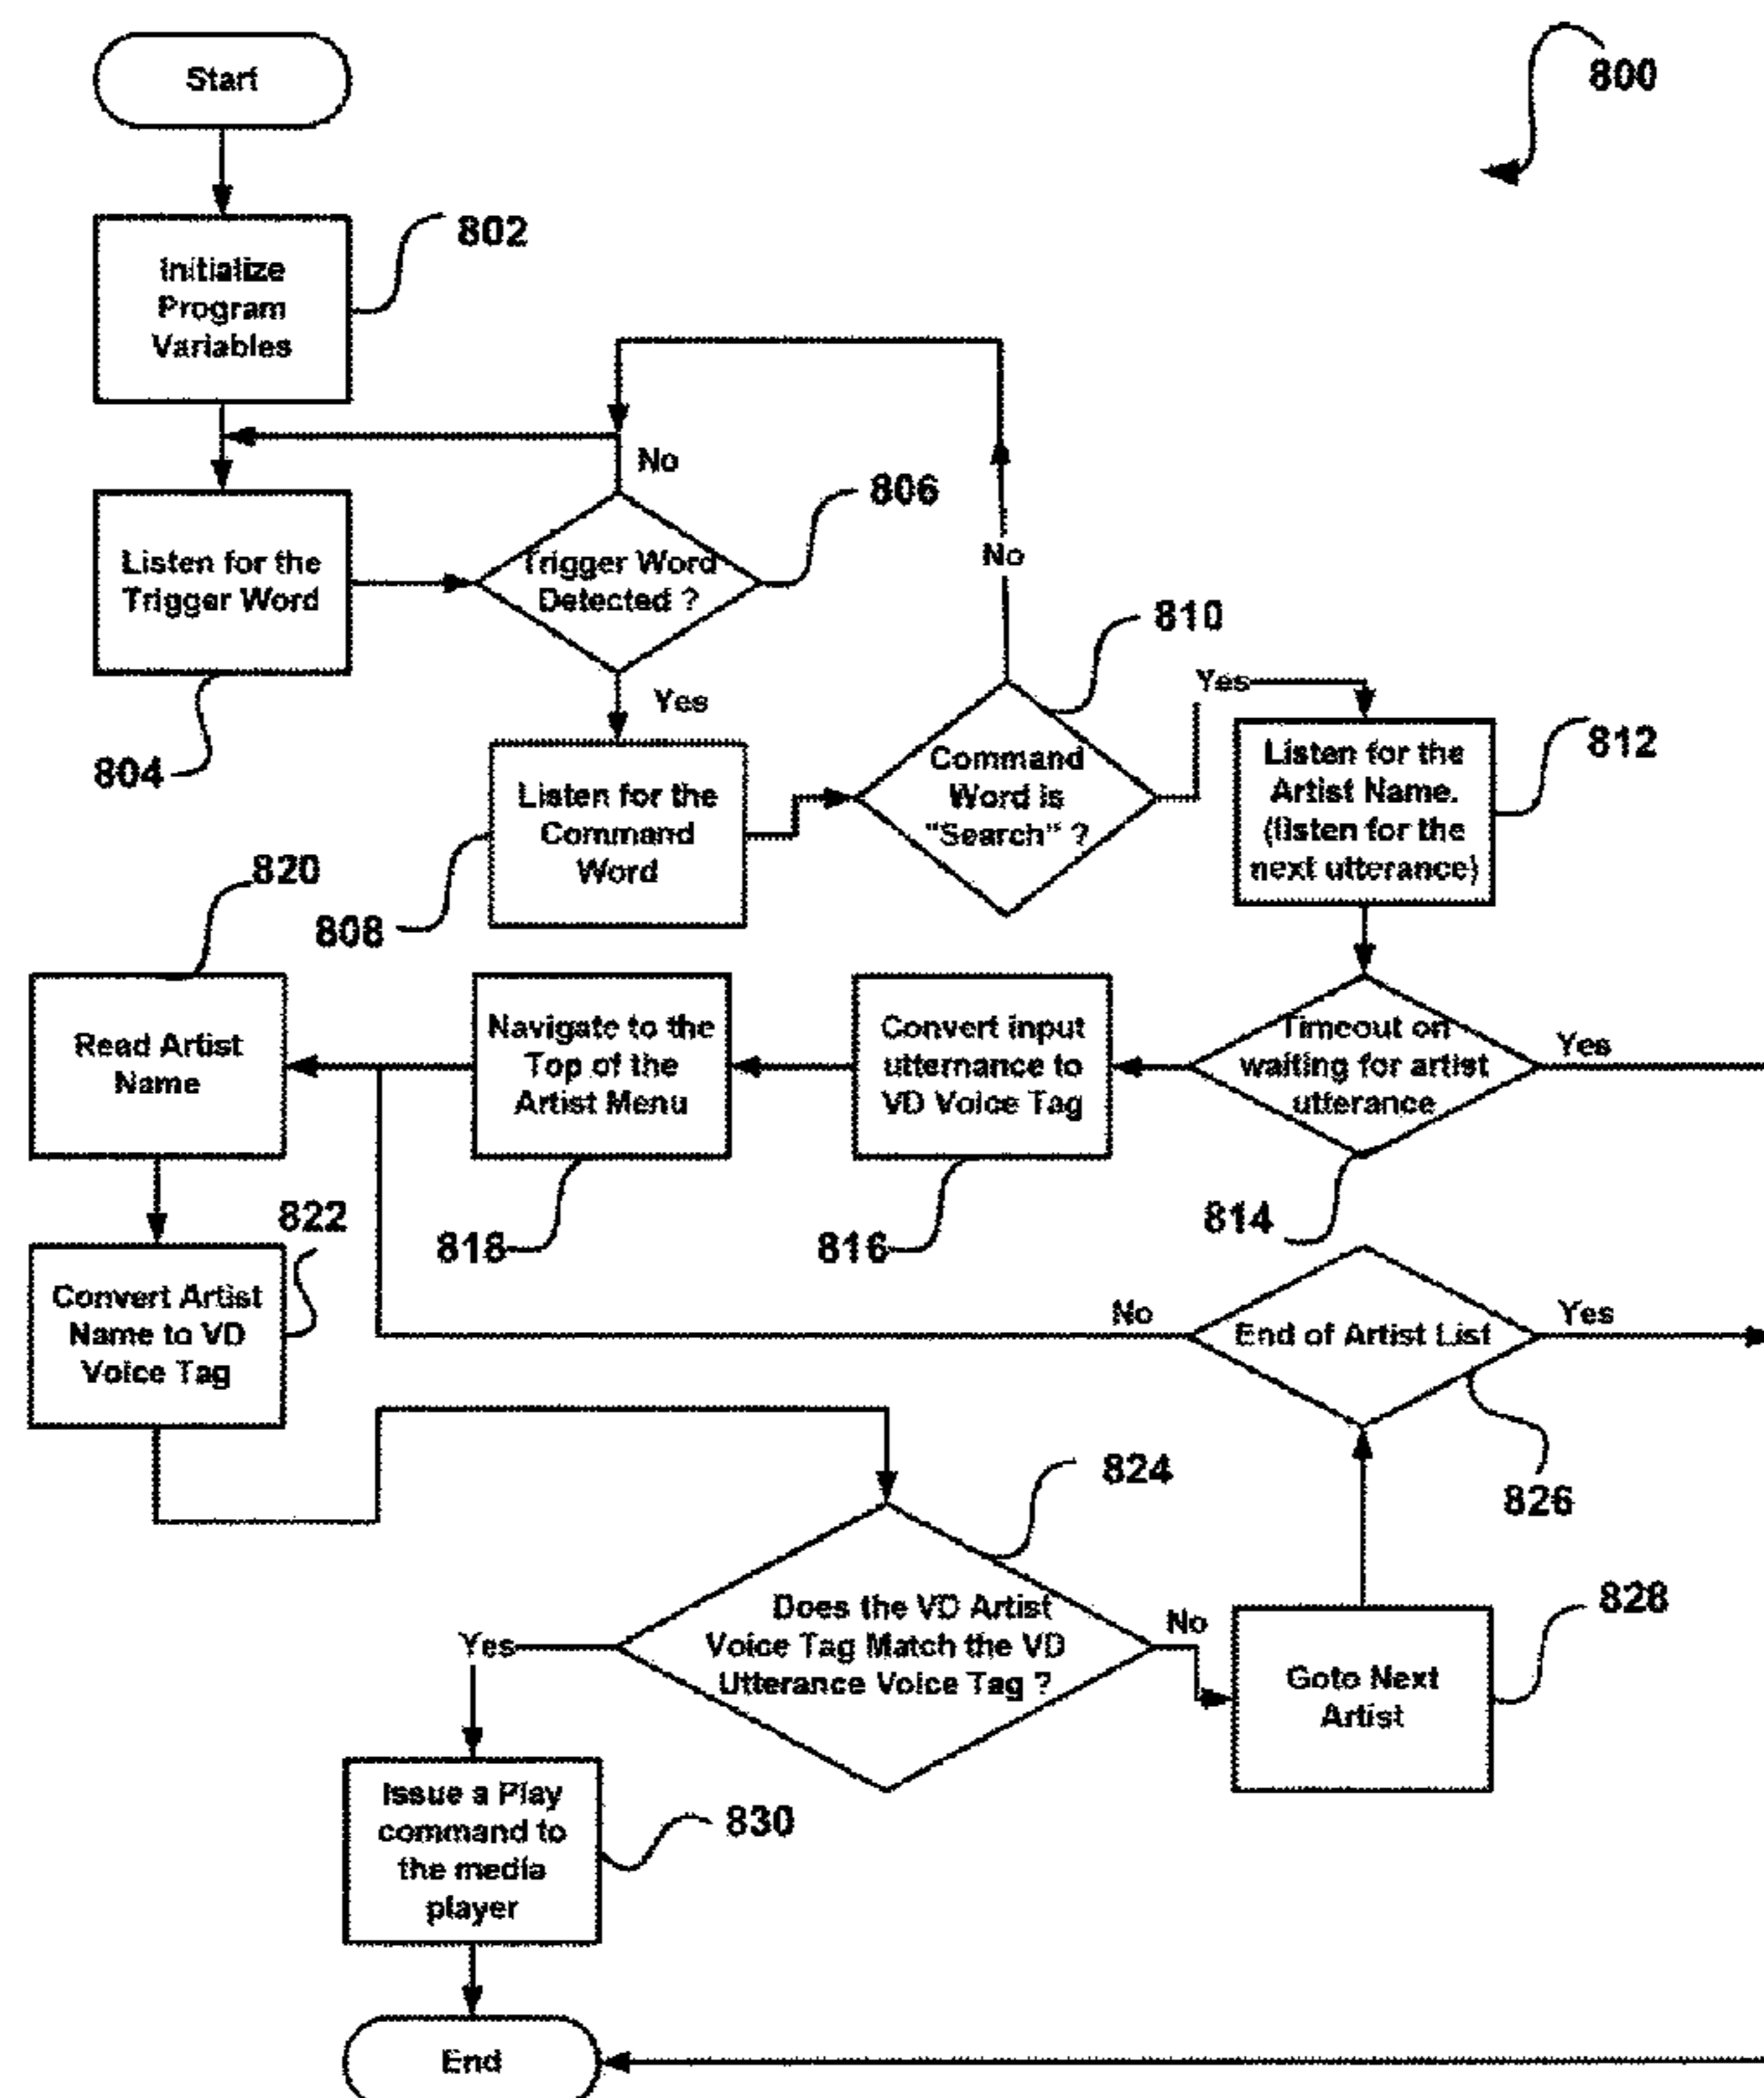 Start
800
802
Initialize
Program
Variables
No
806
Listen for the
Trigger Word
Trigger Word
Detected ?
No
810
Yes
Yes
804
Listen for the
Command
Word
Command
Word is
"Search" ?
Listen for the
Artist Name.
(listen for the
next utterance)
812
820
808
Read Artist
Name
Navigate to the
Top of the
Artist Menu
Convert input
utternance to
VD Voice Tag
Timeout on
waiting for artist
utterance
Yes
822
818
816
814
Convert Artist
Name to VD
Voice Tag
No
End of Artist List
Yes
824
826
Does the VD Artist
Voice Tag Match the VD
Utterance Voice Tag ?
Yes
No
828
Goto Next
Artist
Issue a Play
command to
the media
player
830
End